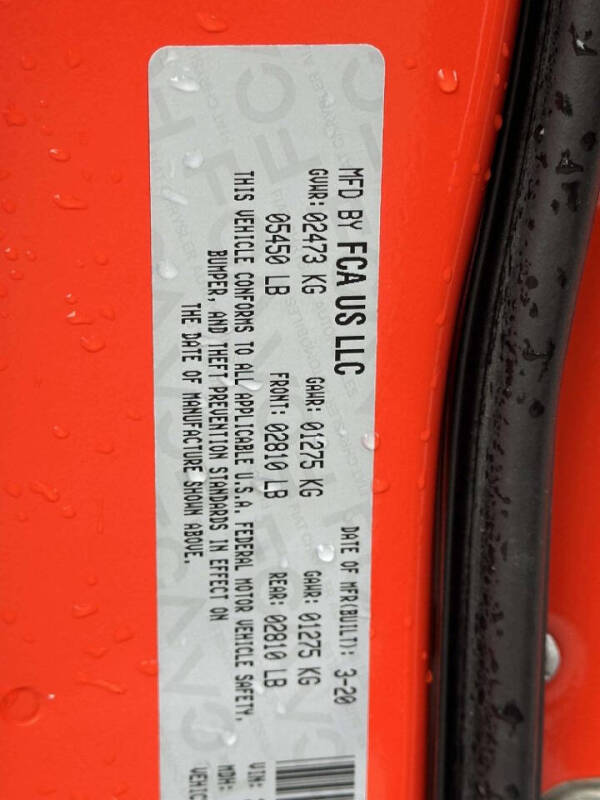 MFD BY FCA US LLC
DATE OF MFR(BUILT): 3-20
GVWR: 02473 KG GAWR: 01275 KG GAWR: 01275 KG
05450 LB FRONT: 02810 LB REAR: 02810 LB
THIS VEHICLE CONFORMS TO ALL APPLICABLE U.S.A. FEDERAL MOTOR VEHICLE SAFETY,
BUMPER, AND THEFT PREVENTION STANDARDS IN EFFECT ON
THE DATE OF MANUFACTURE SHOWN ABOVE.
VIN:
MDH: